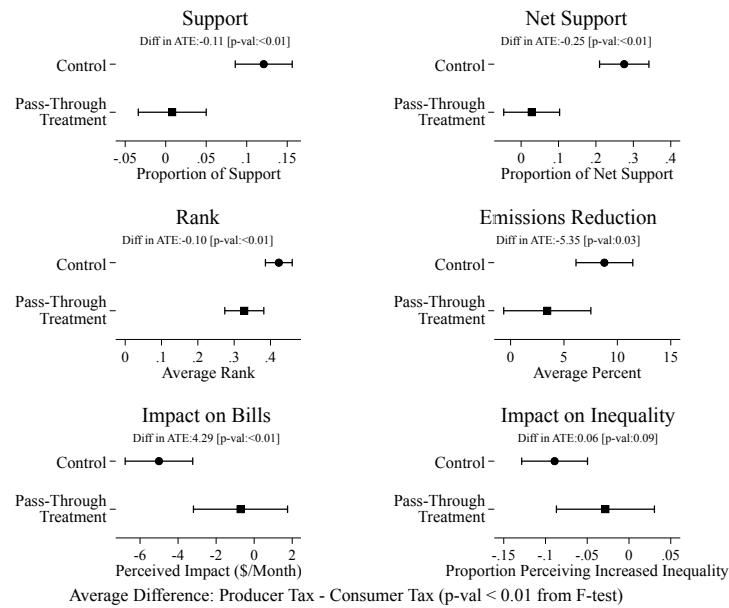 Support
Diff in ATE:-0.11 [p-val:<0.01]
Control
Pass-Through
Treatment
-.05 0 .05 .1 .15
Proportion of Support
Net Support
Diff in ATE:-0.25 [p-val:<0.01]
Control
Pass-Through
Treatment
0 .1 .2 .3 .4
Proportion of Net Support
Rank
Diff in ATE:-0.10 [p-val:<0.01]
Control
Pass-Through
Treatment
0 .1 .2 .3 .4
Average Rank
Emissions Reduction
Diff in ATE:-5.35 [p-val:0.03]
Control
Pass-Through
Treatment
0 5 10 15
Average Percent
Impact on Bills
Diff in ATE:4.29 [p-val:<0.01]
Control
Pass-Through
Treatment
-6 -4 -2 0 2
Perceived Impact ($/Month)
Impact on Inequality
Diff in ATE:0.06 [p-val:0.09]
Control
Pass-Through
Treatment
-.15 -.1 -.05 0 .05
Proportion Perceiving Increased Inequality
Average Difference: Producer Tax - Consumer Tax (p-val < 0.01 from F-test)